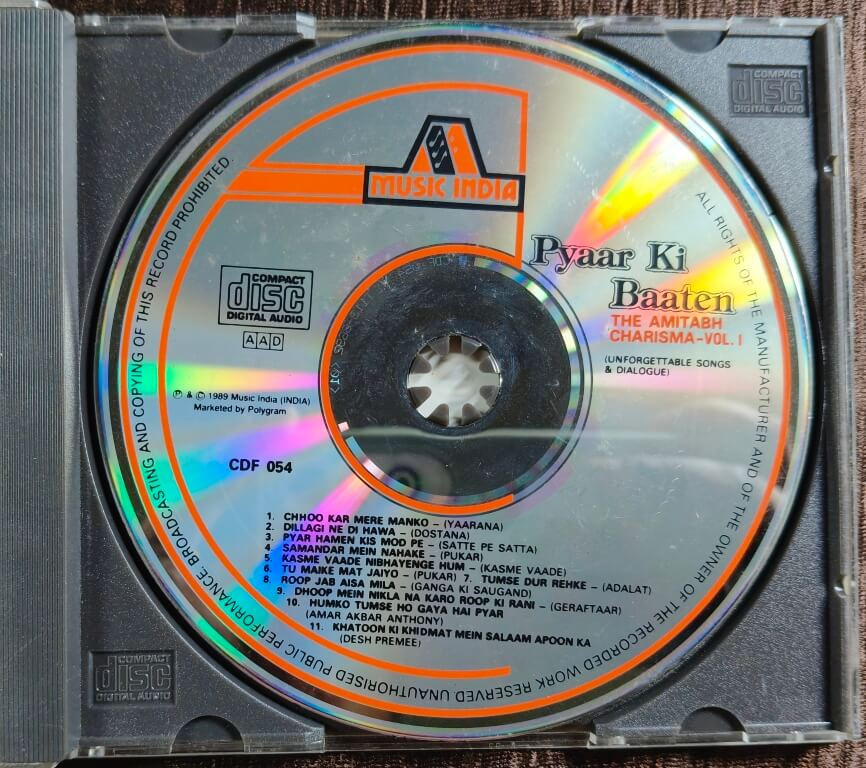 COMPACT
disc
DIGITAL AUDIO
MUSIC INDIA
Pyaar Ki
Baaten
THE AMITABH
CHARISMA-VOL. I
(UNFORGETTABLE SONGS
& DIALOGUE)
COMPACT
disc
DIGITAL AUDIO
AAD
℗ & © 1989 Music India (INDIA)
Marketed by Polygram
CDF 054
1. CHHOO KAR MERE MANKO – (YAARANA)
2. DILLAGI NE DI HAWA – (DOSTANA)
3. PYAR HAMEN KIS MOD PE – (SATTE PE SATTA)
4. SAMANDAR MEIN NAHAKE – (PUKAR)
5. KASME VAADE NIBHAYENGE HUM – (KASME VAADE)
6. TU MAIKE MAT JAIYO – (PUKAR) 7. TUMSE DUR REHKE – (ADALAT)
8. ROOP JAB AISA MILA – (GANGA KI SAUGAND)
9. DHOOP MEIN NIKLA NA KARO ROOP KI RANI – (GERAFTAAR)
10. HUMKO TUMSE HO GAYA HAI PYAR
(AMAR AKBAR ANTHONY)
11. KHATOON KI KHIDMAT MEIN SALAAM APOON KA
(DESH PREMEE)
ALL RIGHTS OF THE MANUFACTURER AND OF THE OWNER OF THE RECORDED WORK RESERVED. UNAUTHORISED PUBLIC PERFORMANCE. BROADCASTING AND COPYING OF THIS RECORD PROHIBITED
COMPACT
disc
DIGITAL AUDIO